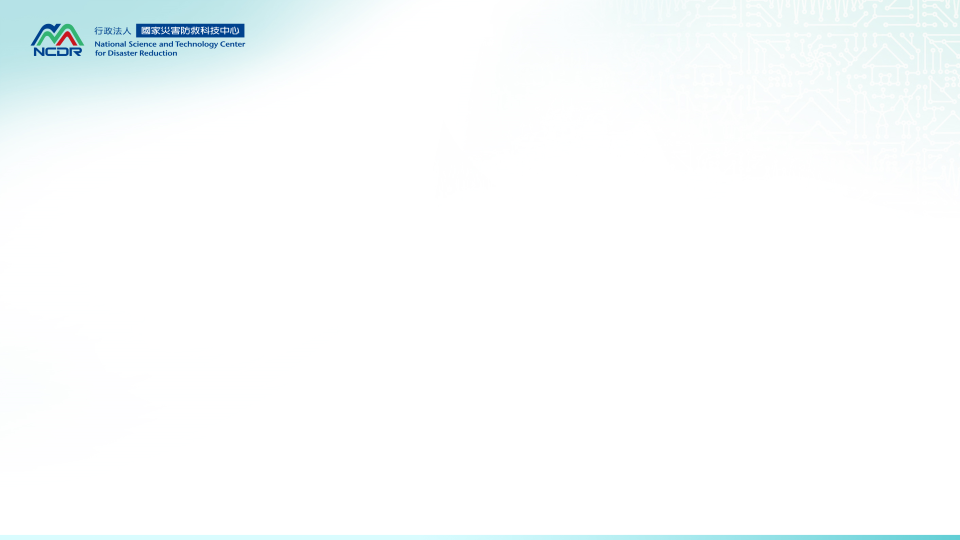 行政法人 國家災害防救科技中心
National Science and Technology Center
for Disaster Reduction
NCDR